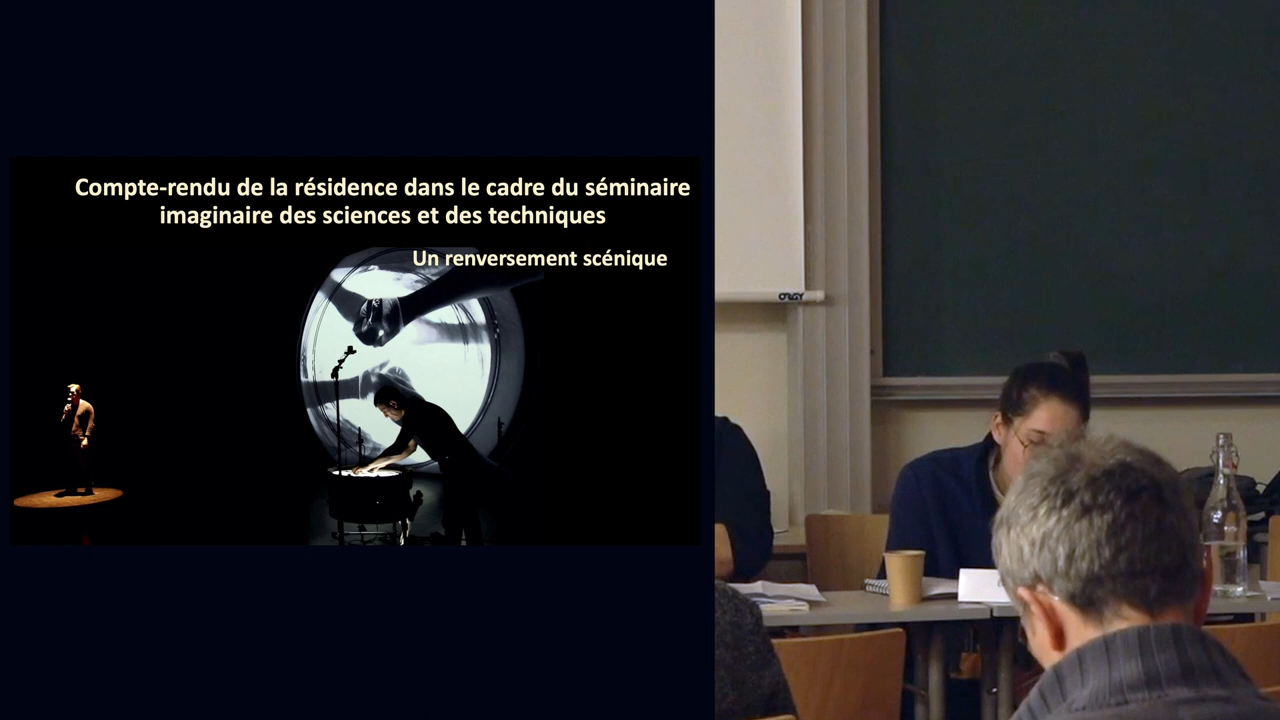 Compte-rendu de la résidence dans le cadre du séminaire
imaginaire des sciences et des techniques
Un renversement scénique
ORAY